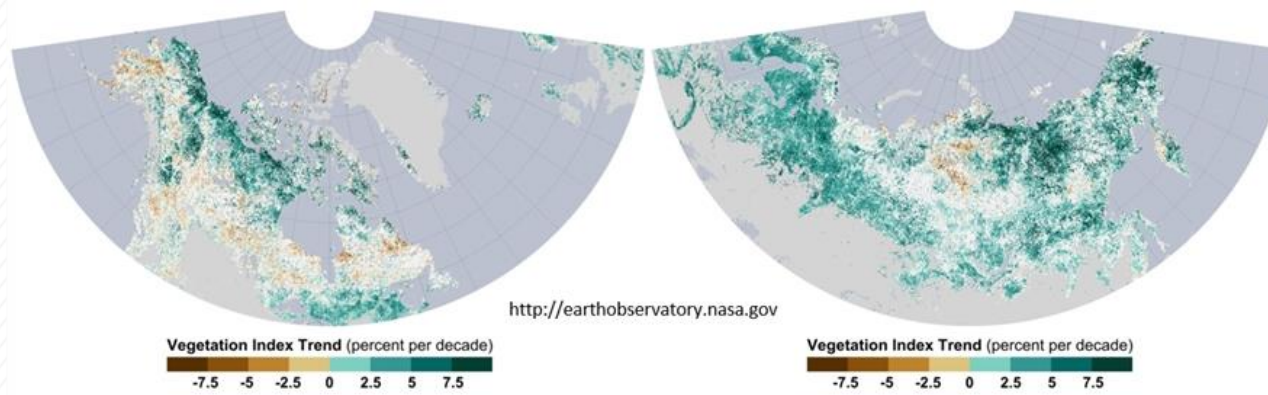 http://earthobservatory.nasa.gov
Vegetation Index Trend (percent per decade)
-7.5 -5 -2.5 0 2.5 5 7.5
Vegetation Index Trend (percent per decade)
-7.5 -5 -2.5 0 2.5 5 7.5